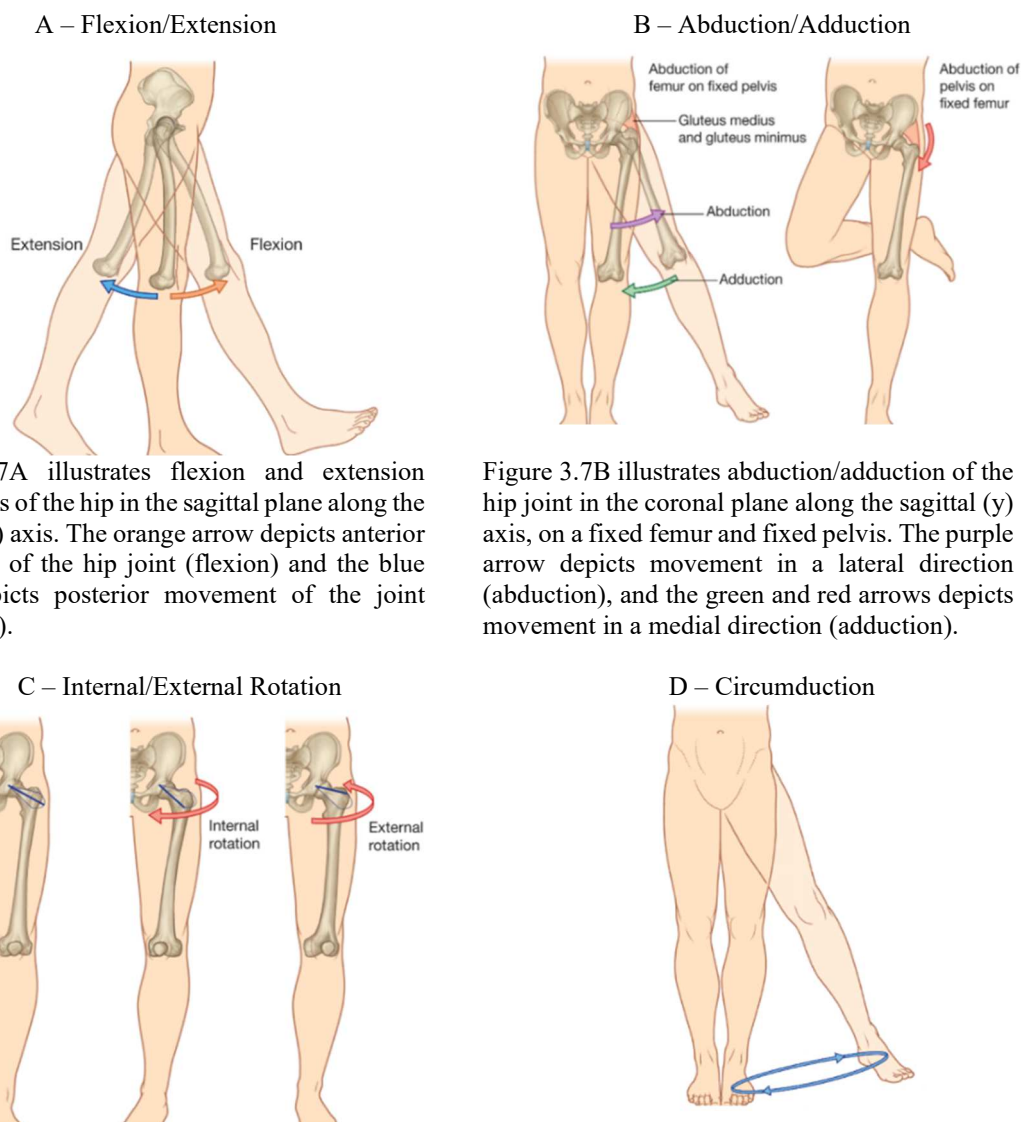 A – Flexion/Extension
Extension
Flexion
7A illustrates flexion and extension
s of the hip in the sagittal plane along the
) axis. The orange arrow depicts anterior
of the hip joint (flexion) and the blue
picts posterior movement of the joint
).
B – Abduction/Adduction
Abduction of
femur on fixed pelvis
Gluteus medius
and gluteus minimus
Abduction
Adduction
Abduction of
pelvis on
fixed femur
Figure 3.7B illustrates abduction/adduction of the
hip joint in the coronal plane along the sagittal (y)
axis, on a fixed femur and fixed pelvis. The purple
arrow depicts movement in a lateral direction
(abduction), and the green and red arrows depicts
movement in a medial direction (adduction).
C – Internal/External Rotation
Internal
rotation
External
rotation
D – Circumduction